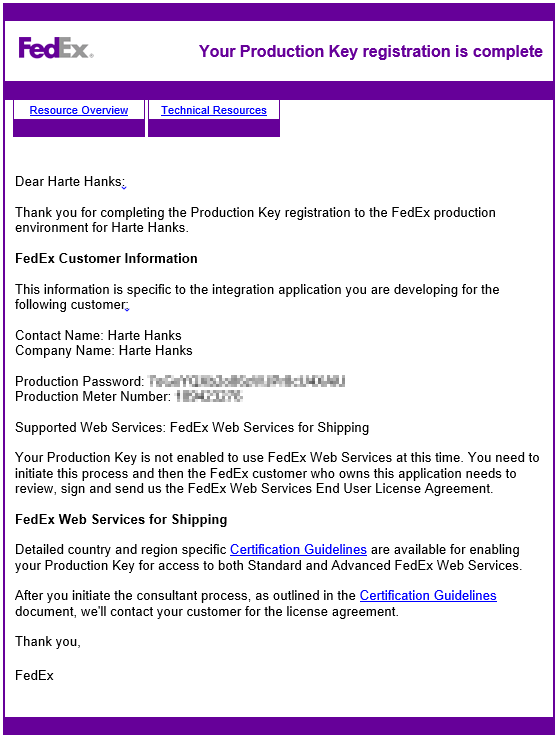 FedEx®
Your Production Key registration is complete
Resource Overview
Technical Resources
Dear Harte Hanks:
Thank you for completing the Production Key registration to the FedEx production
environment for Harte Hanks.
FedEx Customer Information
This information is specific to the integration application you are developing for the
following customer:
Contact Name: Harte Hanks
Company Name: Harte Hanks
Production Password:
Production Meter Number:
Supported Web Services: FedEx Web Services for Shipping
Your Production Key is not enabled to use FedEx Web Services at this time. You need to
initiate this process and then the FedEx customer who owns this application needs to
review, sign and send us the FedEx Web Services End User License Agreement.
FedEx Web Services for Shipping
Detailed country and region specific Certification Guidelines are available for enabling
your Production Key for access to both Standard and Advanced FedEx Web Services.
After you initiate the consultant process, as outlined in the Certification Guidelines
document, we'll contact your customer for the license agreement.
Thank you,
FedEx